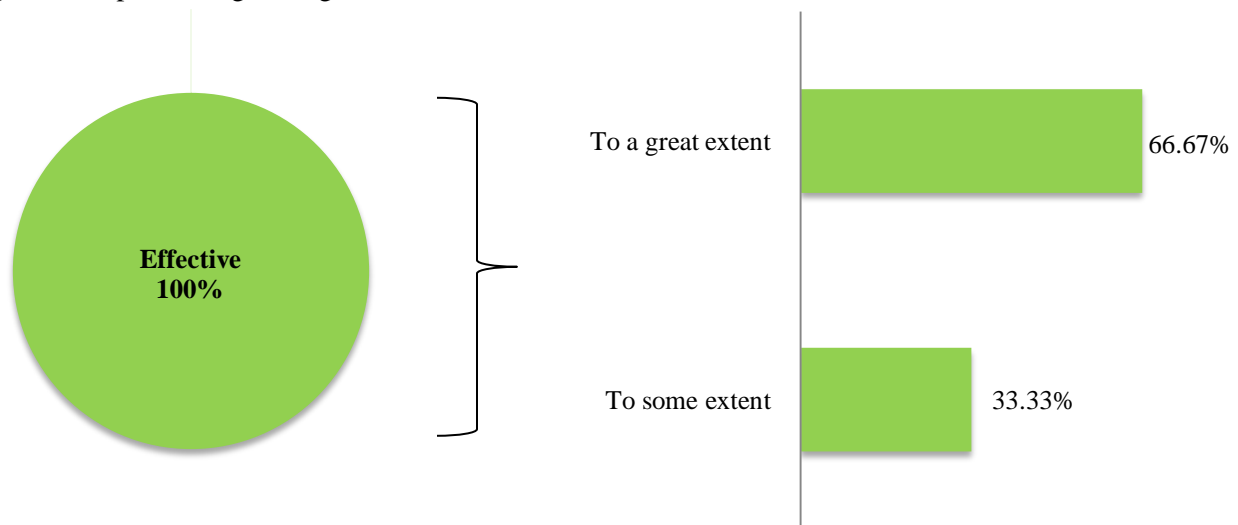 Effective
100%
To a great extent
66.67%
To some extent
33.33%